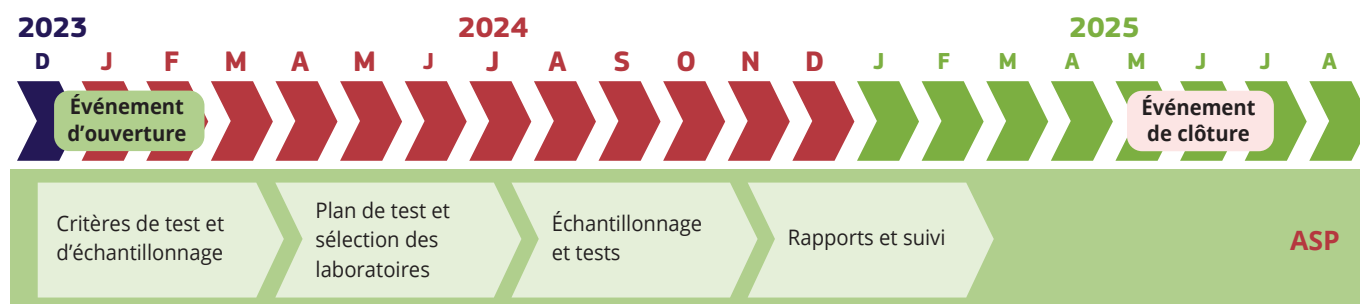 2023 2024 2025
D J F M A M J J A S O N D J F M A M J J A
Événement
d'ouverture
Événement
de clôture
Critères de test et
d'échantillonnage
Plan de test et
sélection des
laboratoires
Échantillonnage
et tests
Rapports et suivi
ASP